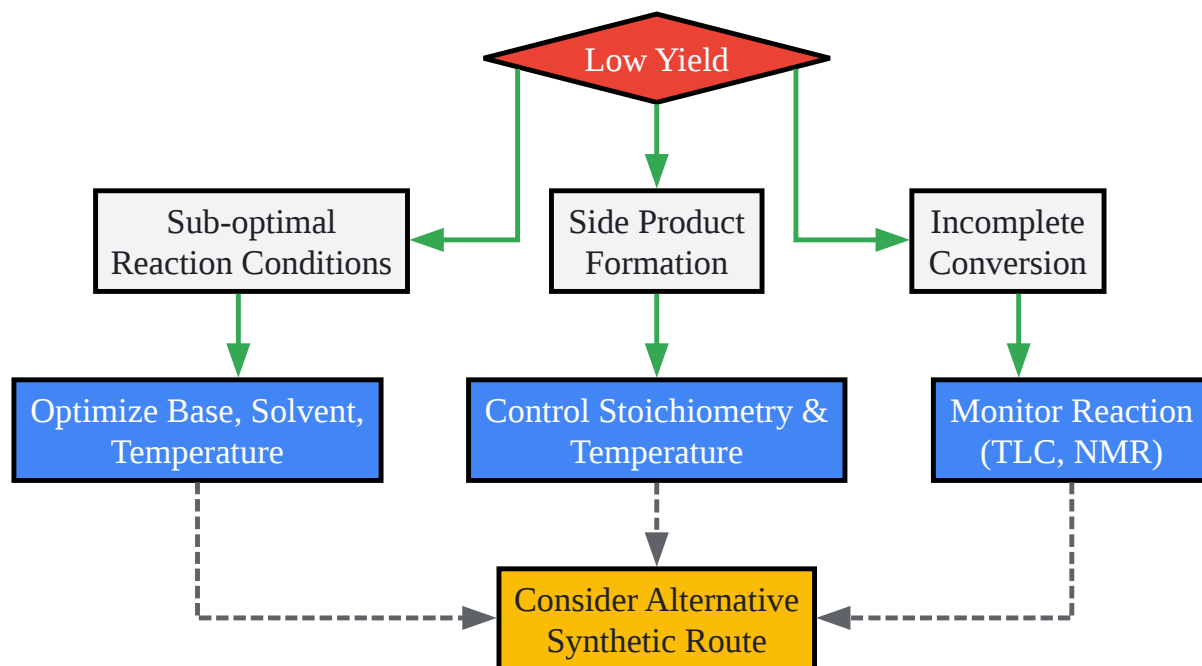 Low Yield
Sub-optimal
Reaction Conditions
Side Product
Formation
Incomplete
Conversion
Optimize Base, Solvent,
Temperature
Control Stoichiometry &
Temperature
Monitor Reaction
(TLC, NMR)
Consider Alternative
Synthetic Route